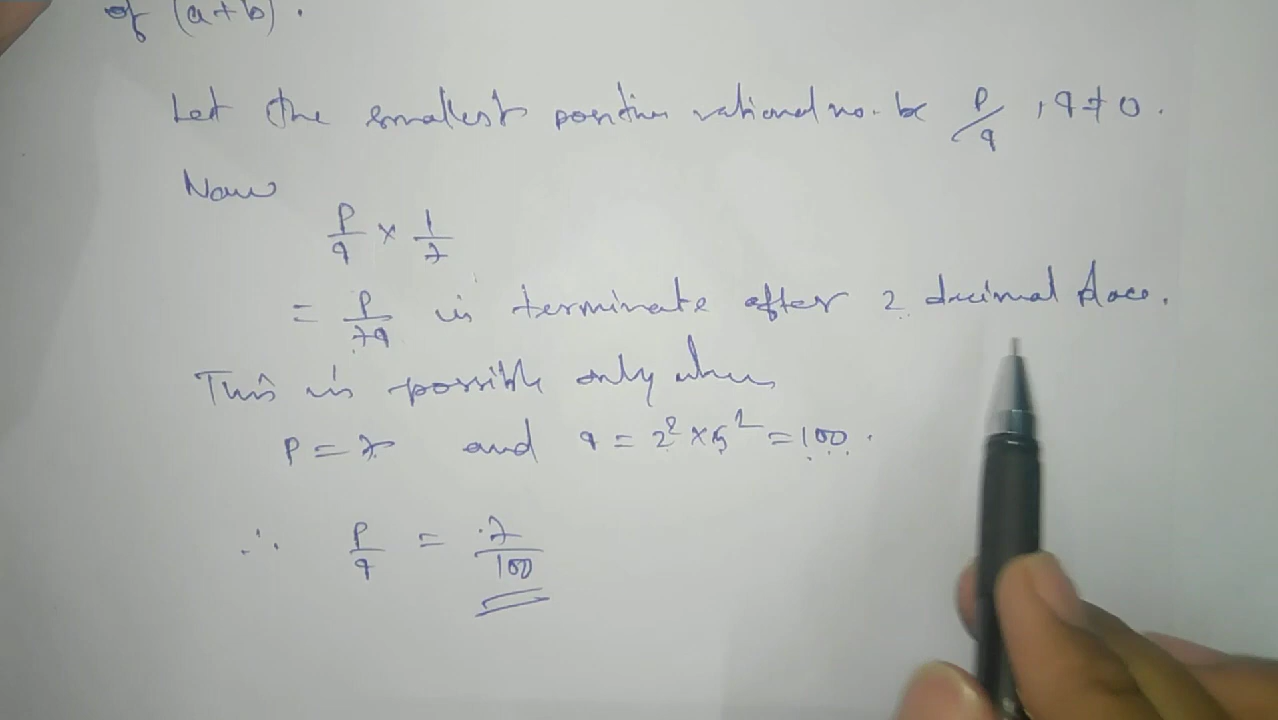 of (a+b).
Let the smallest positive rational no. be p/q, q≠0.
Now
p/q × 1/7
= p/7q is terminate after 2 decimal place.
This is possible only when
p = 7 and q = 2² × 5² = 100.
∴ p/q = 7/100